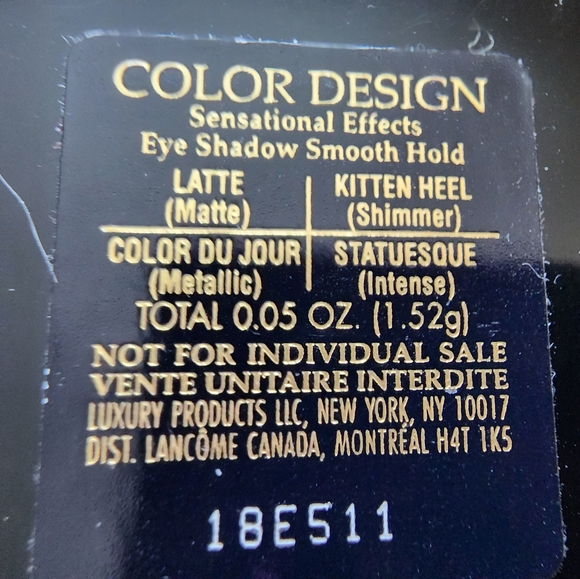 COLOR DESIGN
Sensational Effects
Eye Shadow Smooth Hold
LATTE KITTEN HEEL
(Matte) (Shimmer)
COLOR DU JOUR STATUESQUE
(Metallic) (Intense)
TOTAL 0.05 OZ. (1.52g)
NOT FOR INDIVIDUAL SALE
VENTE UNITAIRE INTERDITE
LUXURY PRODUCTS LLC, NEW YORK, NY 10017
DIST. LANCÔME CANADA, MONTRÉAL H4T 1K5
18E511